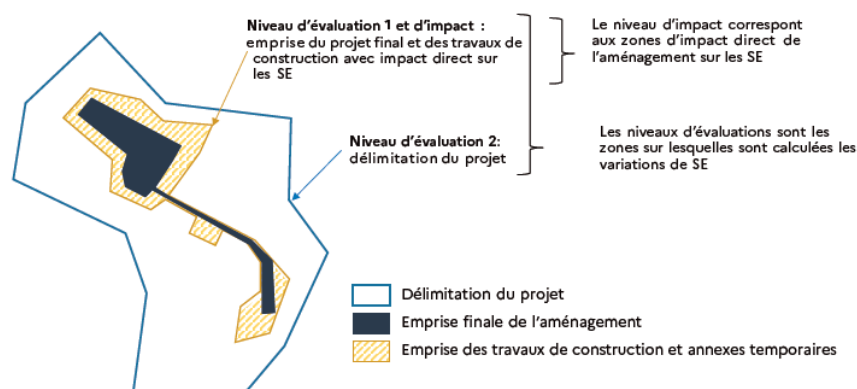 Niveau d'évaluation 1 et d'impact :
emprise du projet final et des travaux de
construction avec impact direct sur
les SE
Le niveau d'impact correspont
aux zones d'impact direct de
l'aménagement sur les SE
Niveau d'évaluation 2:
délimitation du projet
Les niveaux d'évaluations sont les
zones sur lesquelles sont calculées les
variations de SE
Délimitation du projet
Emprise finale de l'aménagement
Emprise des travaux de construction et annexes temporaires